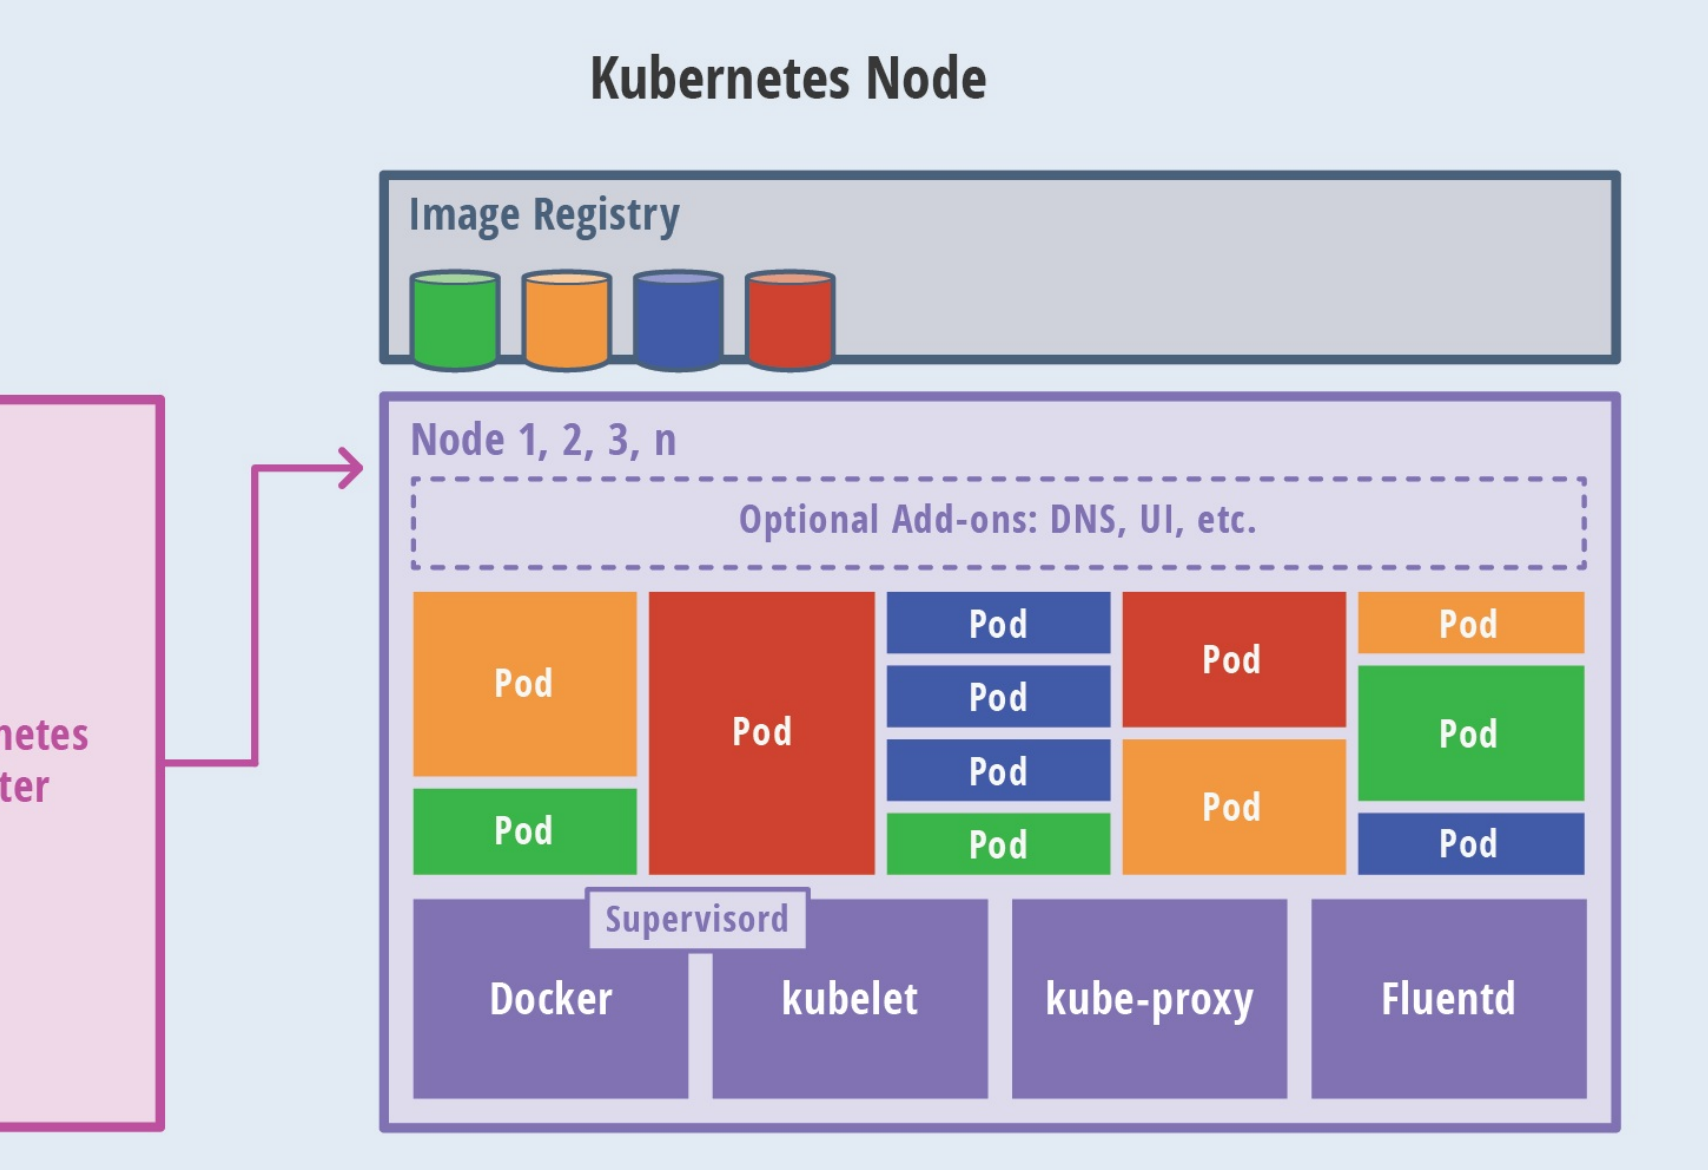 Kubernetes Node
Image Registry
Node 1, 2, 3, n
Optional Add-ons: DNS, UI, etc.
Pod
Pod
Pod
Pod
Pod
Pod
Pod
Pod
Pod
Pod
Pod
Pod
netes
ter
Supervisord
Docker
kubelet
kube-proxy
Fluentd